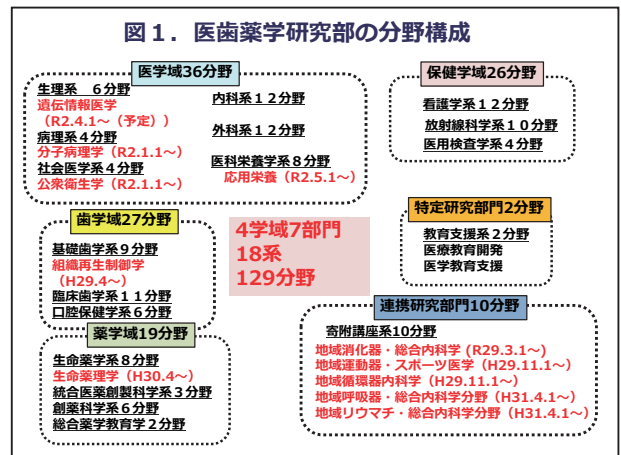 図１．医歯薬学研究部の分野構成
医学域36分野
生理系　６分野
遺伝情報医学
（R2.4.1～（予定））
病理系４分野
分子病理学（R2.1.1～）
社会医学系４分野
公衆衛生学（R2.1.1～）
内科系１２分野
外科系１２分野
医科栄養学系８分野
応用栄養（R2.5.1～）
保健学域26分野
看護学系１２分野
放射線科学系１０分野
医用検査学系４分野
歯学域27分野
基礎歯学系９分野
組織再生制御学
（H29.4～）
臨床歯学系１１分野
口腔保健学系６分野
4学域7部門
18系
129分野
特定研究部門2分野
教育支援系２分野
医療教育開発
医学教育支援
薬学域19分野
生命薬学系８分野
生命薬理学（H30.4～）
統合医薬創製科学系３分野
創薬科学系６分野
総合薬学教育学２分野
連携研究部門10分野
寄附講座系10分野
地域消化器・総合内科学 (R29.3.1～)
地域運動器・スポーツ医学（H29.11.1～）
地域循環器内科学（H29.11.1～）
地域呼吸器・総合内科学分野（H31.4.1～）
地域リウマチ・総合内科学分野（H31.4.1～）